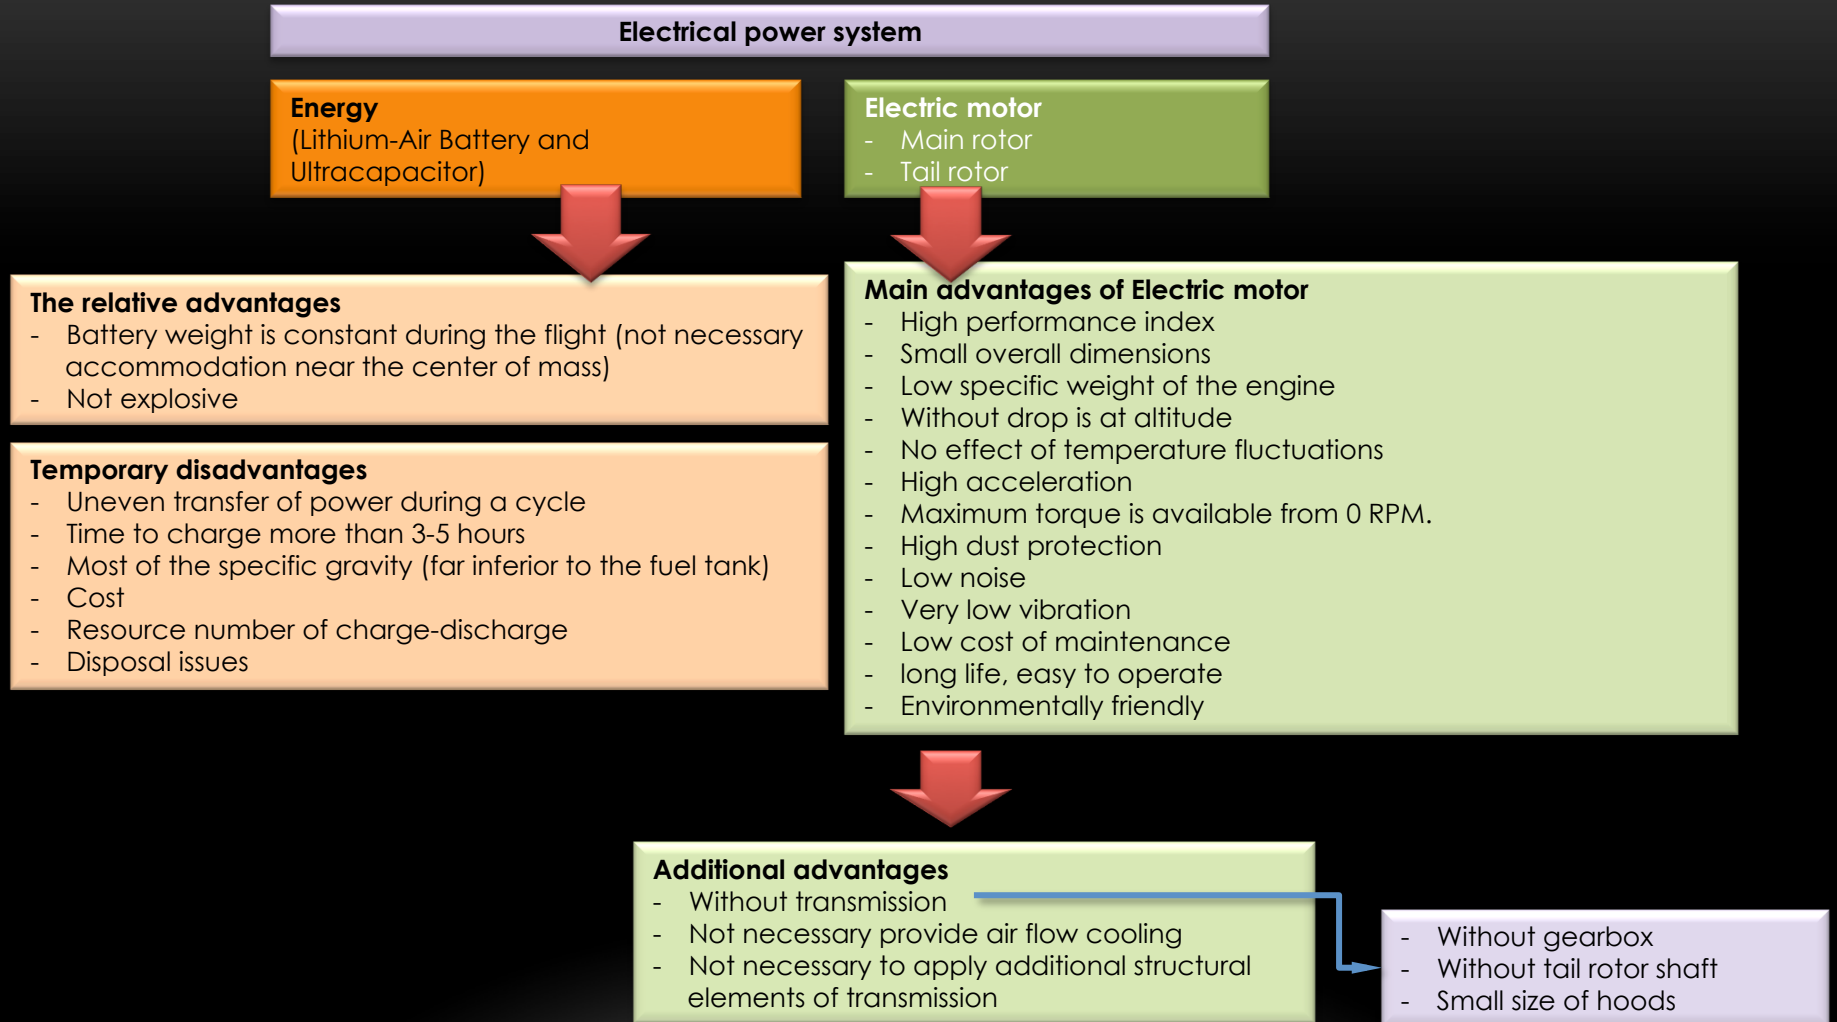 Electrical power system
Energy
(Lithium-Air Battery and
Ultracapacitor)
Electric motor
- Main rotor
- Tail rotor
The relative advantages
- Battery weight is constant during the flight (not necessary
accommodation near the center of mass)
- Not explosive
Temporary disadvantages
- Uneven transfer of power during a cycle
- Time to charge more than 3-5 hours
- Most of the specific gravity (far inferior to the fuel tank)
- Cost
- Resource number of charge-discharge
- Disposal issues
Main advantages of Electric motor
- High performance index
- Small overall dimensions
- Low specific weight of the engine
- Without drop is at altitude
- No effect of temperature fluctuations
- High acceleration
- Maximum torque is available from 0 RPM.
- High dust protection
- Low noise
- Very low vibration
- Low cost of maintenance
- long life, easy to operate
- Environmentally friendly
Additional advantages
- Without transmission
- Not necessary provide air flow cooling
- Not necessary to apply additional structural
elements of transmission
- Without gearbox
- Without tail rotor shaft
- Small size of hoods